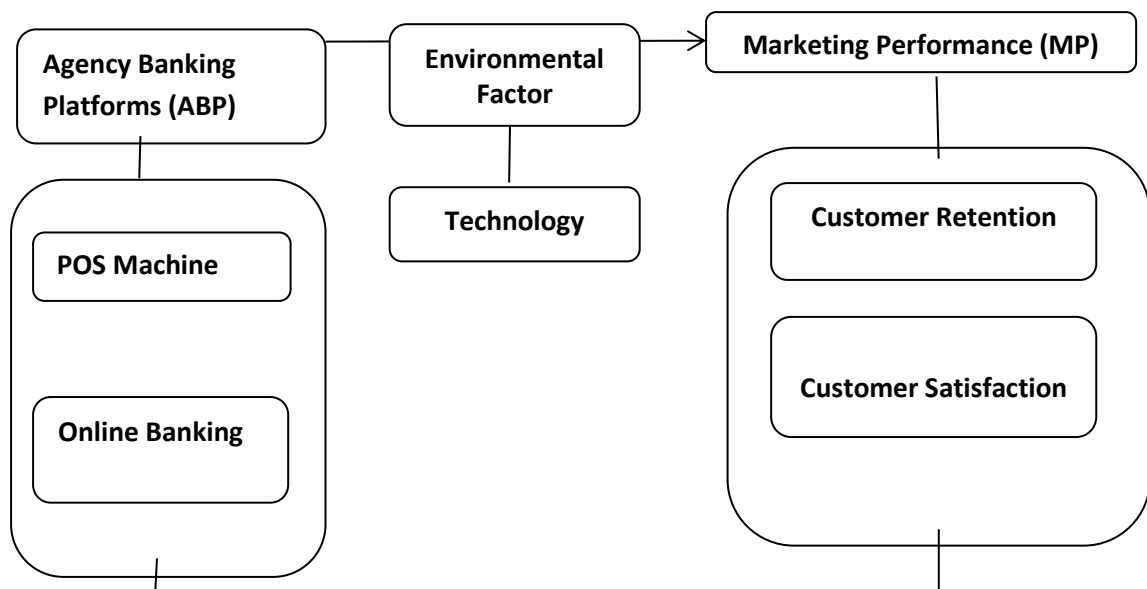 Agency Banking
Platforms (ABP)
Environmental
Factor
Marketing Performance (MP)
Technology
POS Machine
Online Banking
Customer Retention
Customer Satisfaction